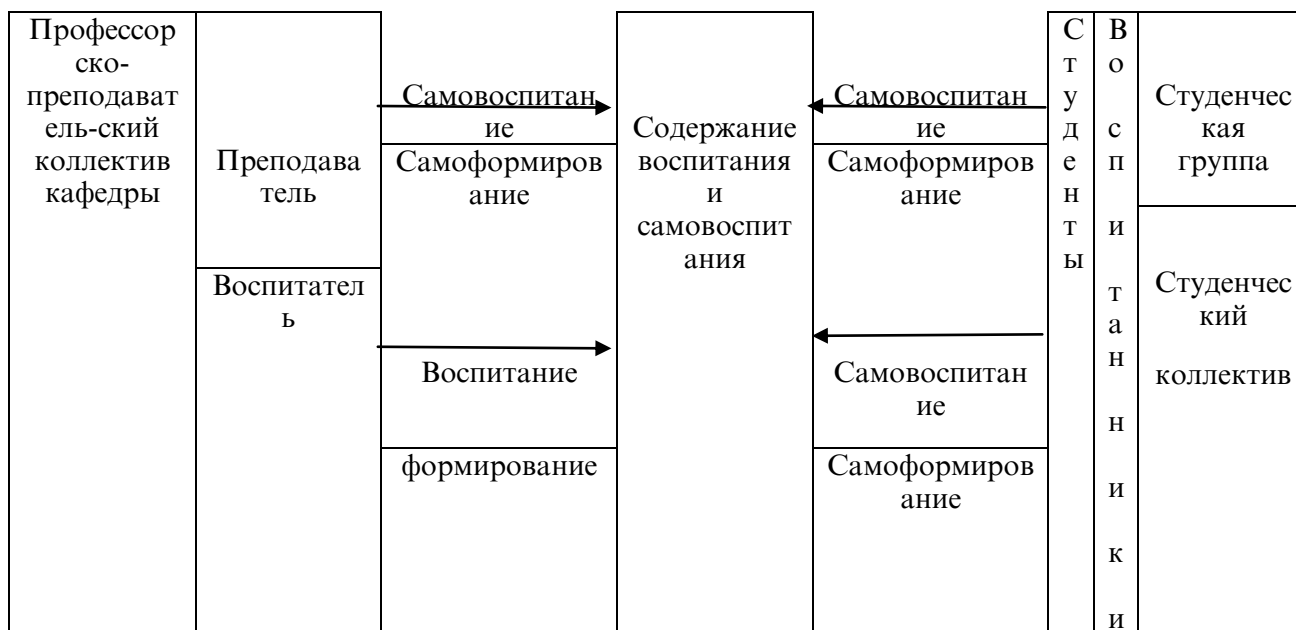 Профессор
ско-
преподават
ель-ский
коллектив
кафедры
Преподава
тель
Воспитател
ь
Самовоспитан
ие
Самоформиров
ание
Воспитание
формирование
Содержание
воспитания
и
самовоспит
ания
Самовоспитан
ие
Самоформиров
ание
Самовоспитан
ие
Самоформиров
ание
С
т
у
д
е
н
т
ы
В
о
с
п
и
т
а
н
н
и
к
и
Студенчес
кая
группа
Студенчес
кий
коллектив